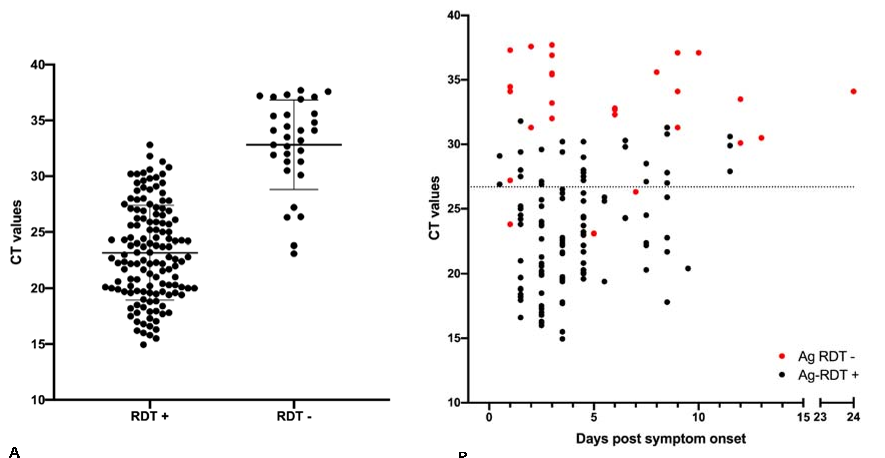 40
35
30
25
20
15
10
CT values
RDT +
RDT -
A
40
35
30
25
20
15
10
CT values
Ag RDT -
Ag-RDT +
0 5 10 15 23 24
Days post symptom onset